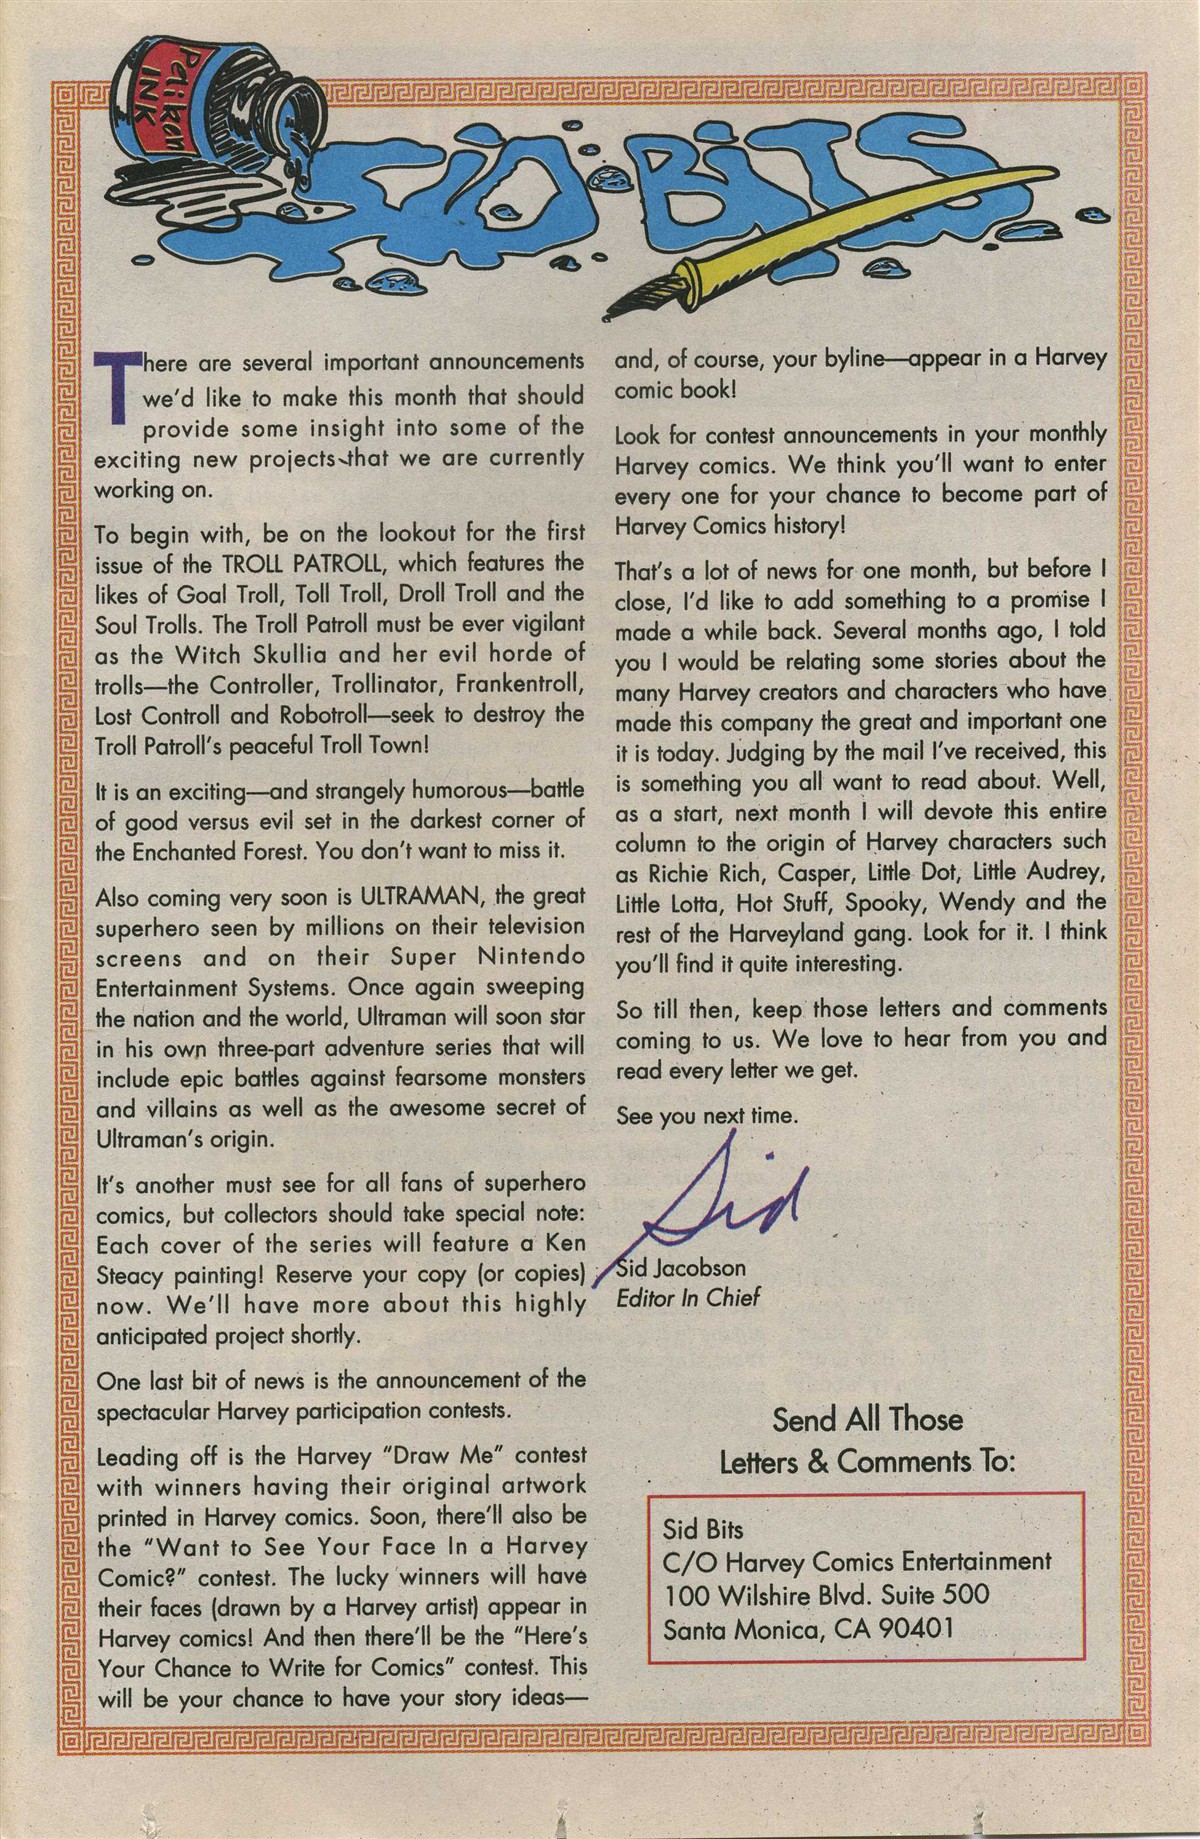 Pelikan
INK
SID BITS
There are several important announcements
we'd like to make this month that should
provide some insight into some of the
exciting new projects that we are currently
working on.
To begin with, be on the lookout for the first
issue of the TROLL PATROLL, which features the
likes of Goal Troll, Toll Troll, Droll Troll and the
Soul Trolls. The Troll Patroll must be ever vigilant
as the Witch Skullia and her evil horde of
trolls—the Controller, Trollinator, Frankentroll,
Lost Controll and Robotroll—seek to destroy the
Troll Patroll's peaceful Troll Town!
It is an exciting—and strangely humorous—battle
of good versus evil set in the darkest corner of
the Enchanted Forest. You don't want to miss it.
Also coming very soon is ULTRAMAN, the great
superhero seen by millions on their television
screens and on their Super Nintendo
Entertainment Systems. Once again sweeping
the nation and the world, Ultraman will soon star
in his own three-part adventure series that will
include epic battles against fearsome monsters
and villains as well as the awesome secret of
Ultraman's origin.
It's another must see for all fans of superhero
comics, but collectors should take special note:
Each cover of the series will feature a Ken
Steacy painting! Reserve your copy (or copies)
now. We'll have more about this highly
anticipated project shortly.
One last bit of news is the announcement of the
spectacular Harvey participation contests.
Leading off is the Harvey "Draw Me" contest
with winners having their original artwork
printed in Harvey comics. Soon, there'll also be
the "Want to See Your Face In a Harvey
Comic?" contest. The lucky winners will have
their faces (drawn by a Harvey artist) appear in
Harvey comics! And then there'll be the "Here's
Your Chance to Write for Comics" contest. This
will be your chance to have your story ideas—
and, of course, your byline—appear in a Harvey
comic book!
Look for contest announcements in your monthly
Harvey comics. We think you'll want to enter
every one for your chance to become part of
Harvey Comics history!
That's a lot of news for one month, but before I
close, I'd like to add something to a promise I
made a while back. Several months ago, I told
you I would be relating some stories about the
many Harvey creators and characters who have
made this company the great and important one
it is today. Judging by the mail I've received, this
is something you all want to read about. Well,
as a start, next month I will devote this entire
column to the origin of Harvey characters such
as Richie Rich, Casper, Little Dot, Little Audrey,
Little Lotta, Hot Stuff, Spooky, Wendy and the
rest of the Harveyland gang. Look for it. I think
you'll find it quite interesting.
So till then, keep those letters and comments
coming to us. We love to hear from you and
read every letter we get.
See you next time.
Sid
Sid Jacobson
Editor In Chief
Send All Those
Letters & Comments To:
Sid Bits
C/O Harvey Comics Entertainment
100 Wilshire Blvd. Suite 500
Santa Monica, CA 90401